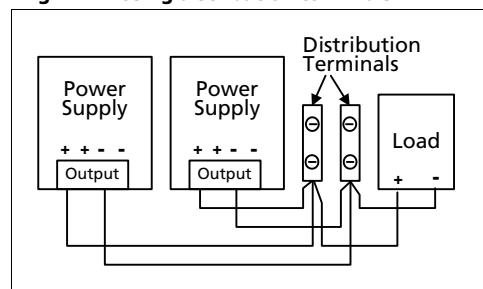 Distribution
Terminals
Power
Supply
+ + - -
Output
Power
Supply
+ + - -
Output
Load
+ -